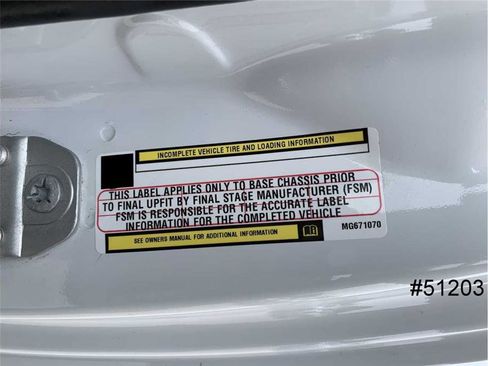 INCOMPLETE VEHICLE TIRE AND LOADING INFORMATION
THIS LABEL APPLIES ONLY TO BASE CHASSIS PRIOR
TO FINAL UPFIT BY FINAL STAGE MANUFACTURER (FSM)
FSM IS RESPONSIBLE FOR THE ACCURATE LABEL
INFORMATION FOR THE COMPLETED VEHICLE
SEE OWNERS MANUAL FOR ADDITIONAL INFORMATION
MG671070
#51203